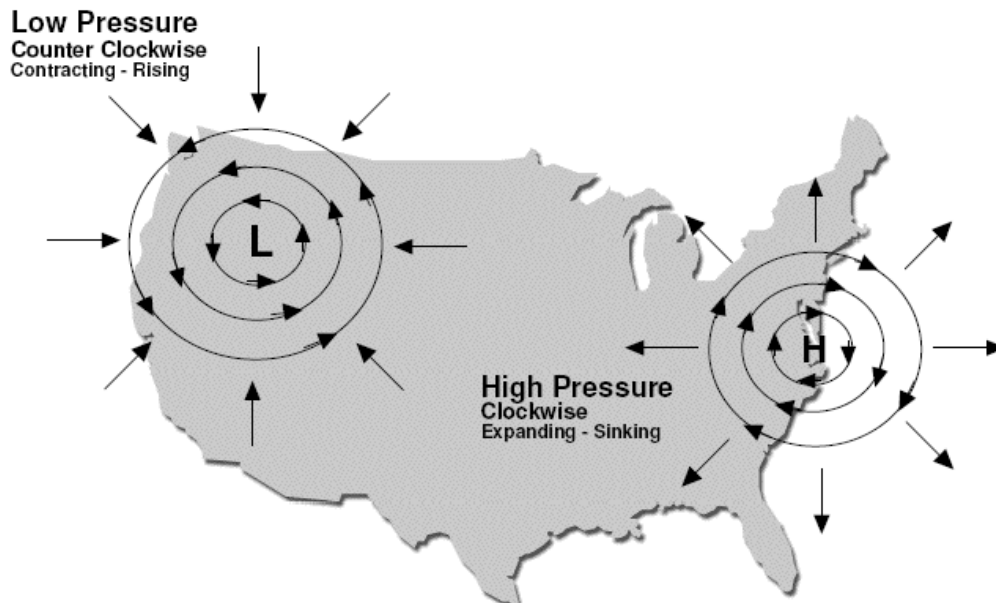 Low Pressure
Counter Clockwise
Contracting - Rising
L
H
High Pressure
Clockwise
Expanding - Sinking